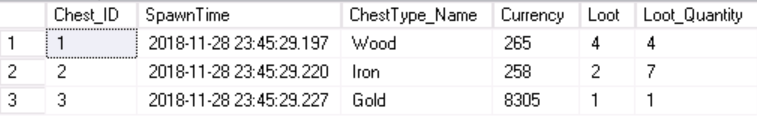 Chest_ID SpawnTime ChestType_Name Currency Loot Loot_Quantity
1 1 2018-11-28 23:45:29.197 Wood 265 4 4
2 2 2018-11-28 23:45:29.220 Iron 258 2 7
3 3 2018-11-28 23:45:29.227 Gold 8305 1 1